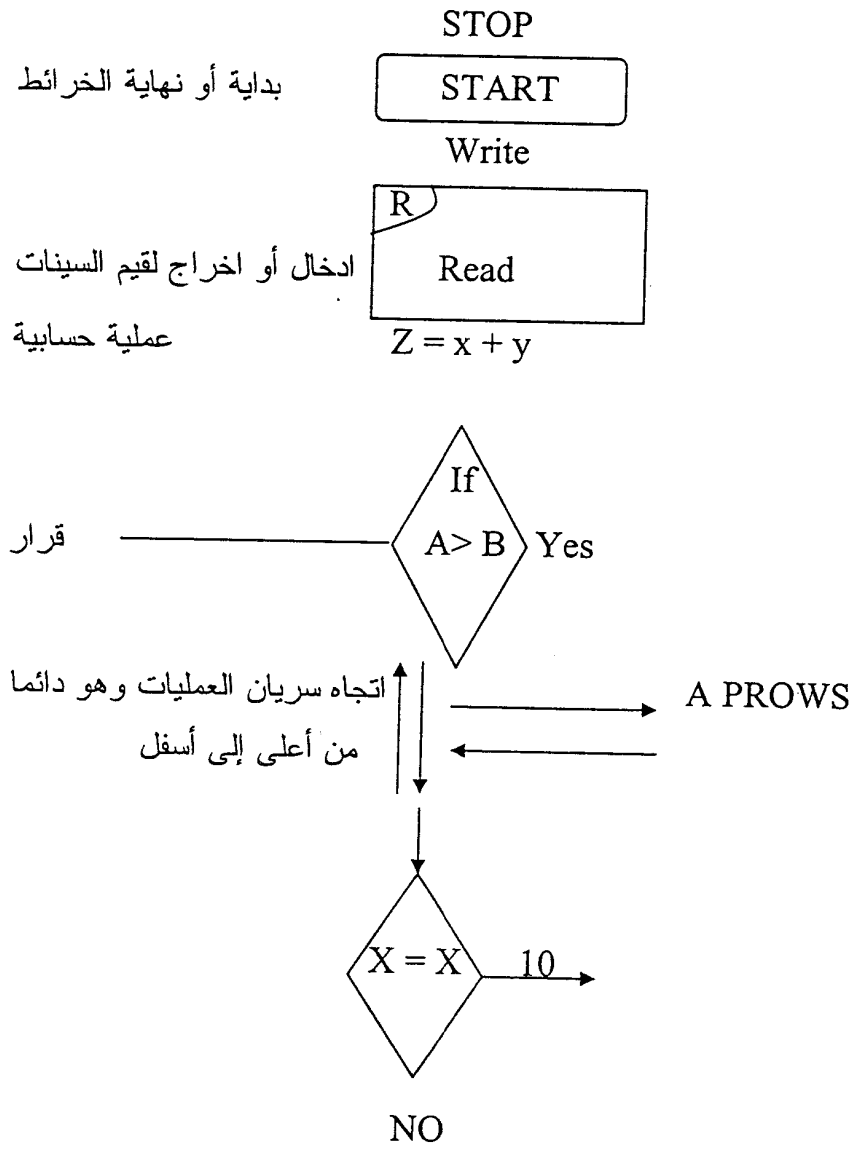 STOP
بداية أو نهاية الخرائط
START
Write
R
ادخال أو اخراج لقيم السينات
Read
عملية حسابية
Z = x + y
If
قرار
A> B
Yes
اتجاه سريان العمليات وهو دائما
A PROWS
من أعلى إلى أسفل
X = X
10
NO